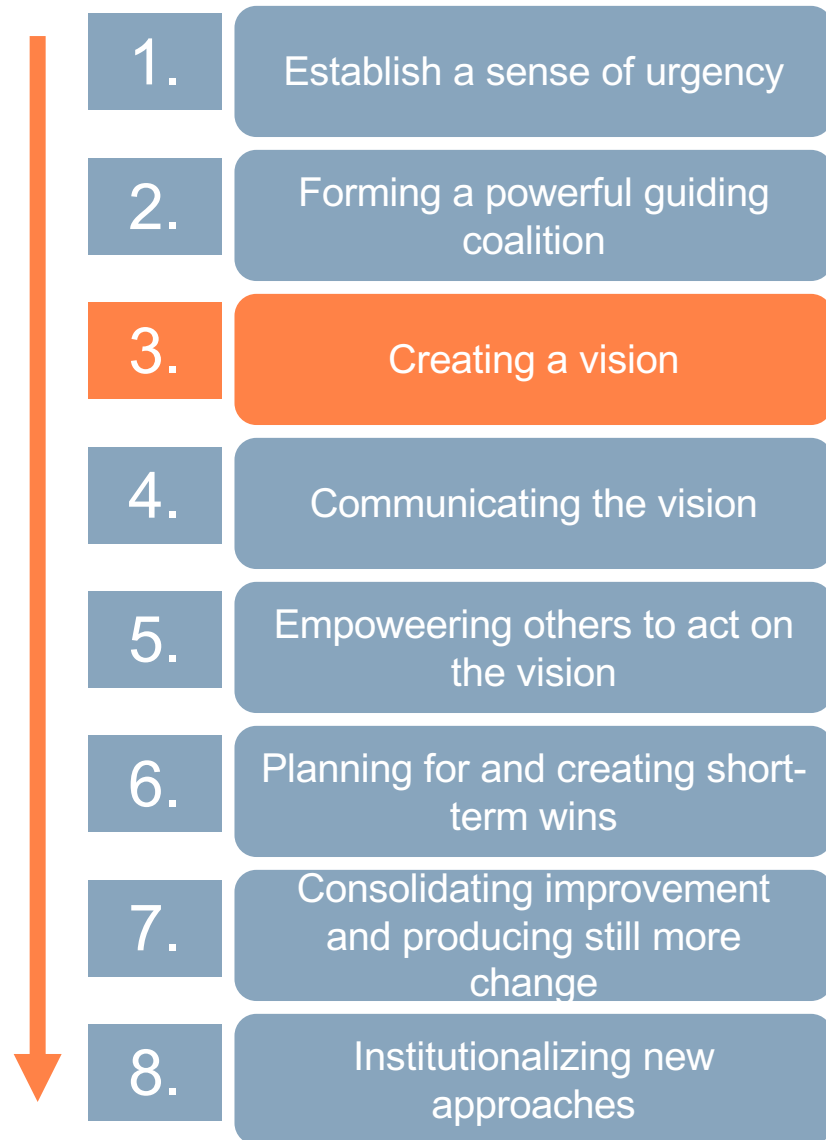 1.
Establish a sense of urgency
2.
Forming a powerful guiding
coalition
3.
Creating a vision
4.
Communicating the vision
5.
Empoweering others to act on
the vision
6.
Planning for and creating short-
term wins
7.
Consolidating improvement
and producing still more
change
8.
Institutionalizing new
approaches